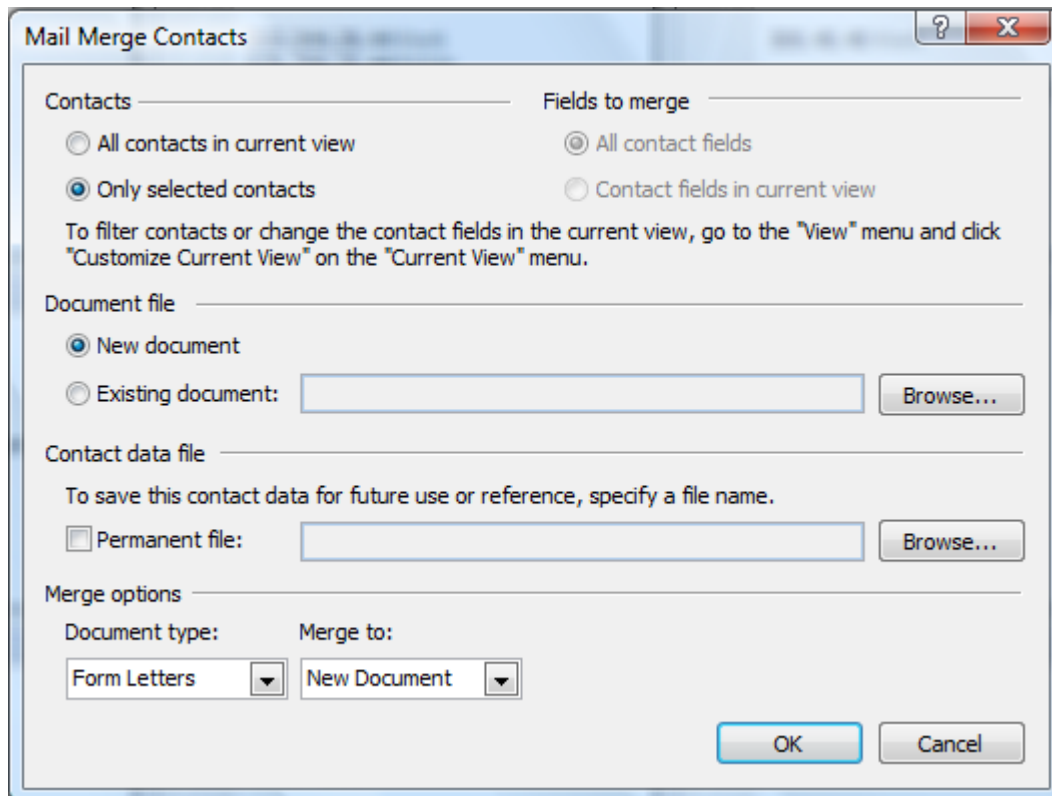 Mail Merge Contacts
Contacts
Fields to merge
All contacts in current view
All contact fields
Only selected contacts
Contact fields in current view
To filter contacts or change the contact fields in the current view, go to the "View" menu and click
"Customize Current View" on the "Current View" menu.
Document file
New document
Existing document:
Browse...
Contact data file
To save this contact data for future use or reference, specify a file name.
Permanent file:
Browse...
Merge options
Document type:
Merge to:
Form Letters
New Document
OK
Cancel